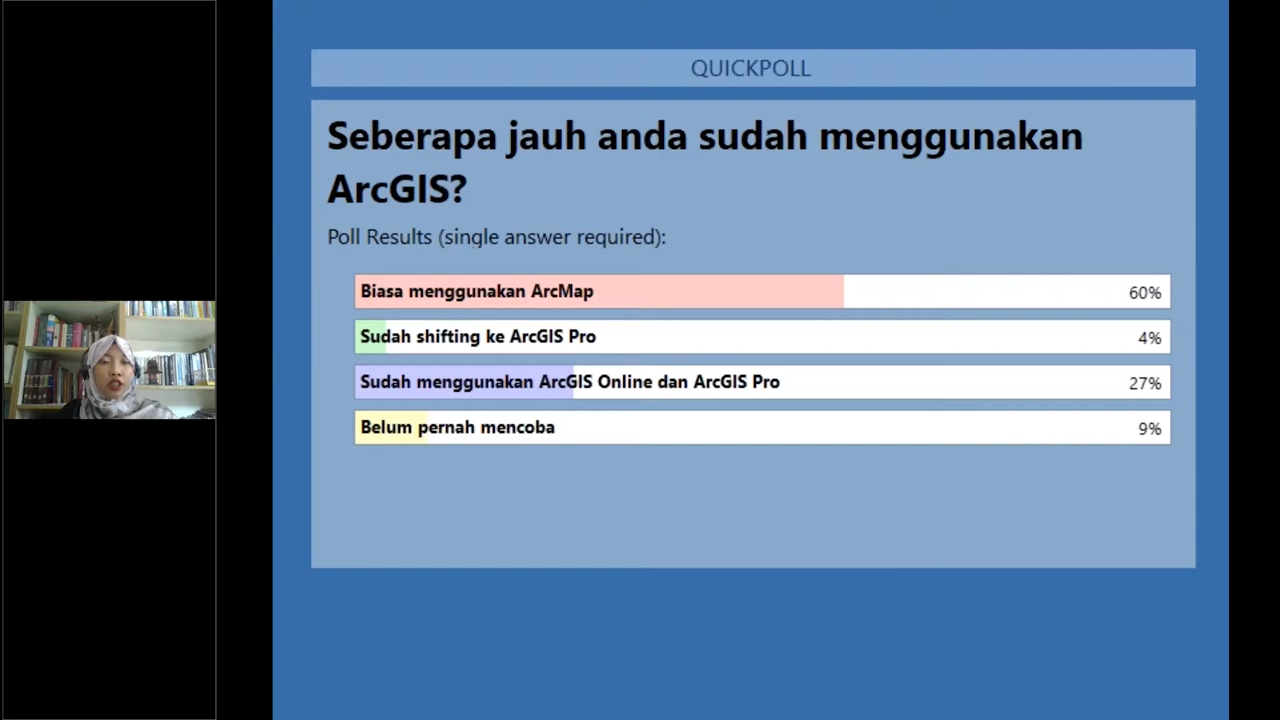 QUICKPOLL
Seberapa jauh anda sudah menggunakan
ArcGIS?
Poll Results (single answer required):
Biasa menggunakan ArcMap 60%
Sudah shifting ke ArcGIS Pro 4%
Sudah menggunakan ArcGIS Online dan ArcGIS Pro 27%
Belum pernah mencoba 9%